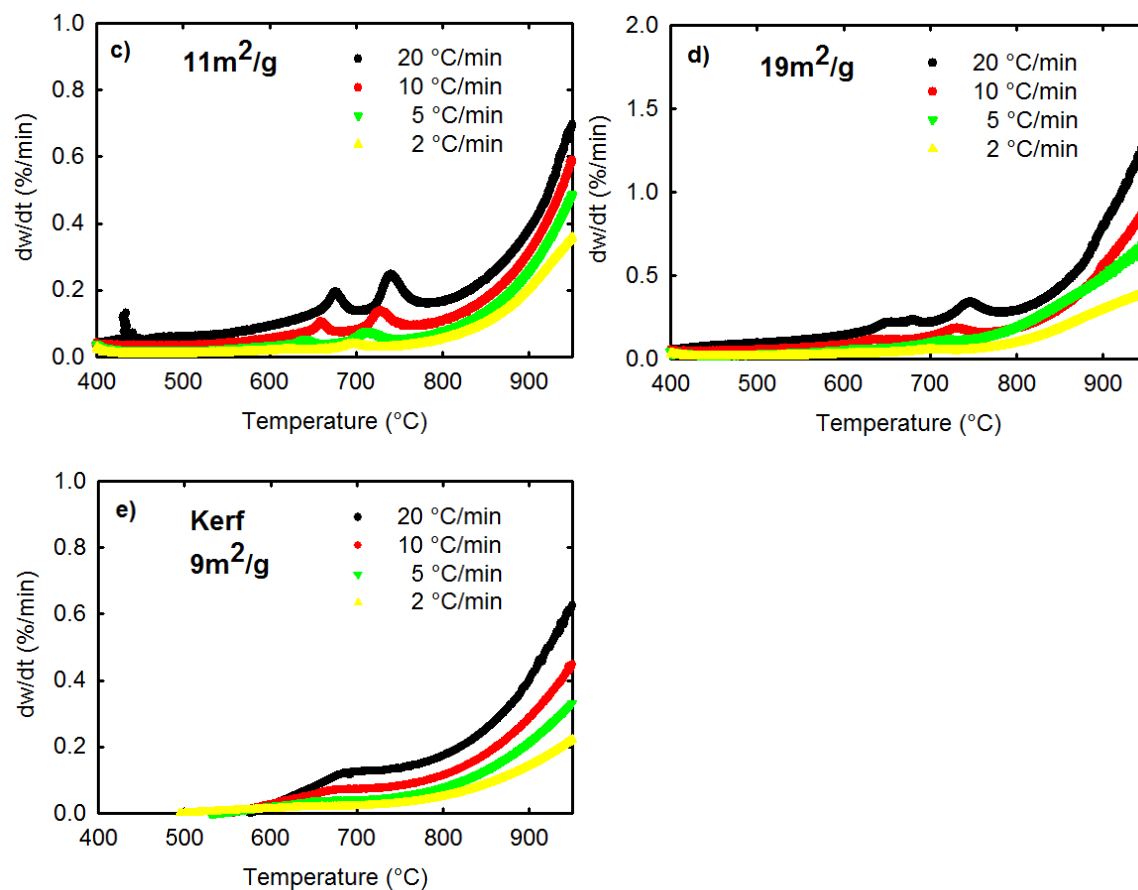 c)
11m²/g
20 °C/min
10 °C/min
5 °C/min
2 °C/min
1.0
0.8
0.6
0.4
0.2
0.0
dw/dt (%/min)
400 500 600 700 800 900
Temperature (°C)
d)
19m²/g
20 °C/min
10 °C/min
5 °C/min
2 °C/min
2.0
1.5
1.0
0.5
0.0
dw/dt (%/min)
400 500 600 700 800 900
Temperature (°C)
e)
Kerf
9m²/g
20 °C/min
10 °C/min
5 °C/min
2 °C/min
1.0
0.8
0.6
0.4
0.2
0.0
dw/dt (%/min)
400 500 600 700 800 900
Temperature (°C)